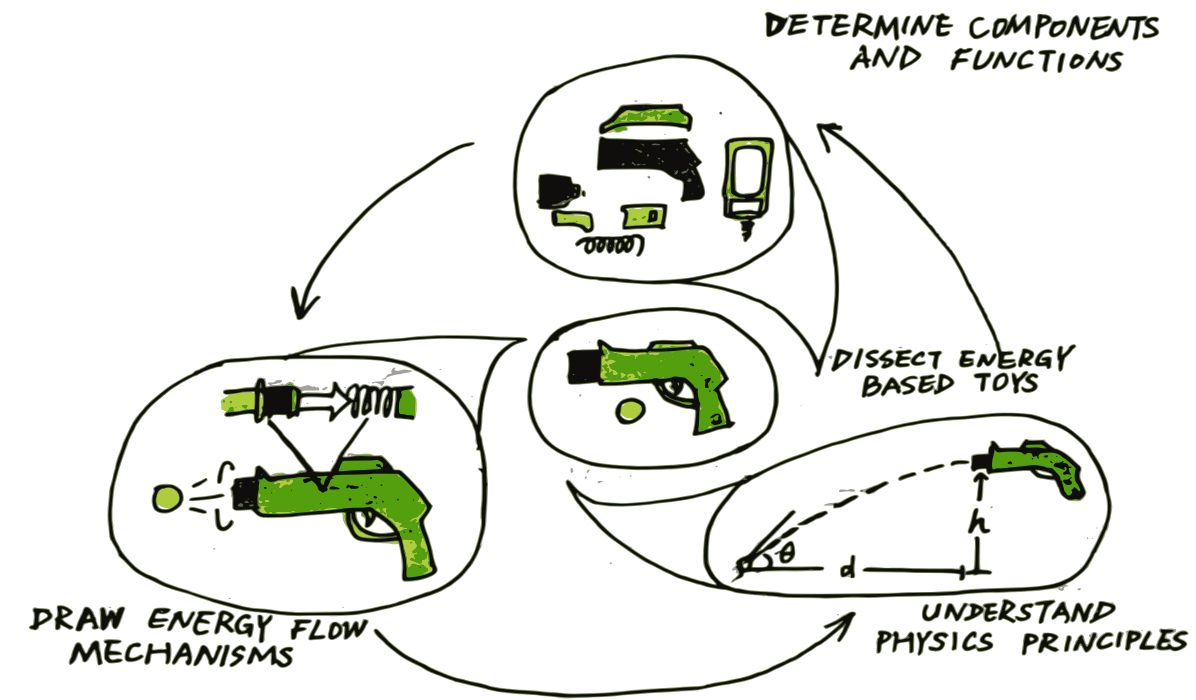 DETERMINE COMPONENTS
AND FUNCTIONS
DISSECT ENERGY
BASED TOYS
h
θ
d
DRAW ENERGY FLOW
MECHANISMS
UNDERSTAND
PHYSICS PRINCIPLES